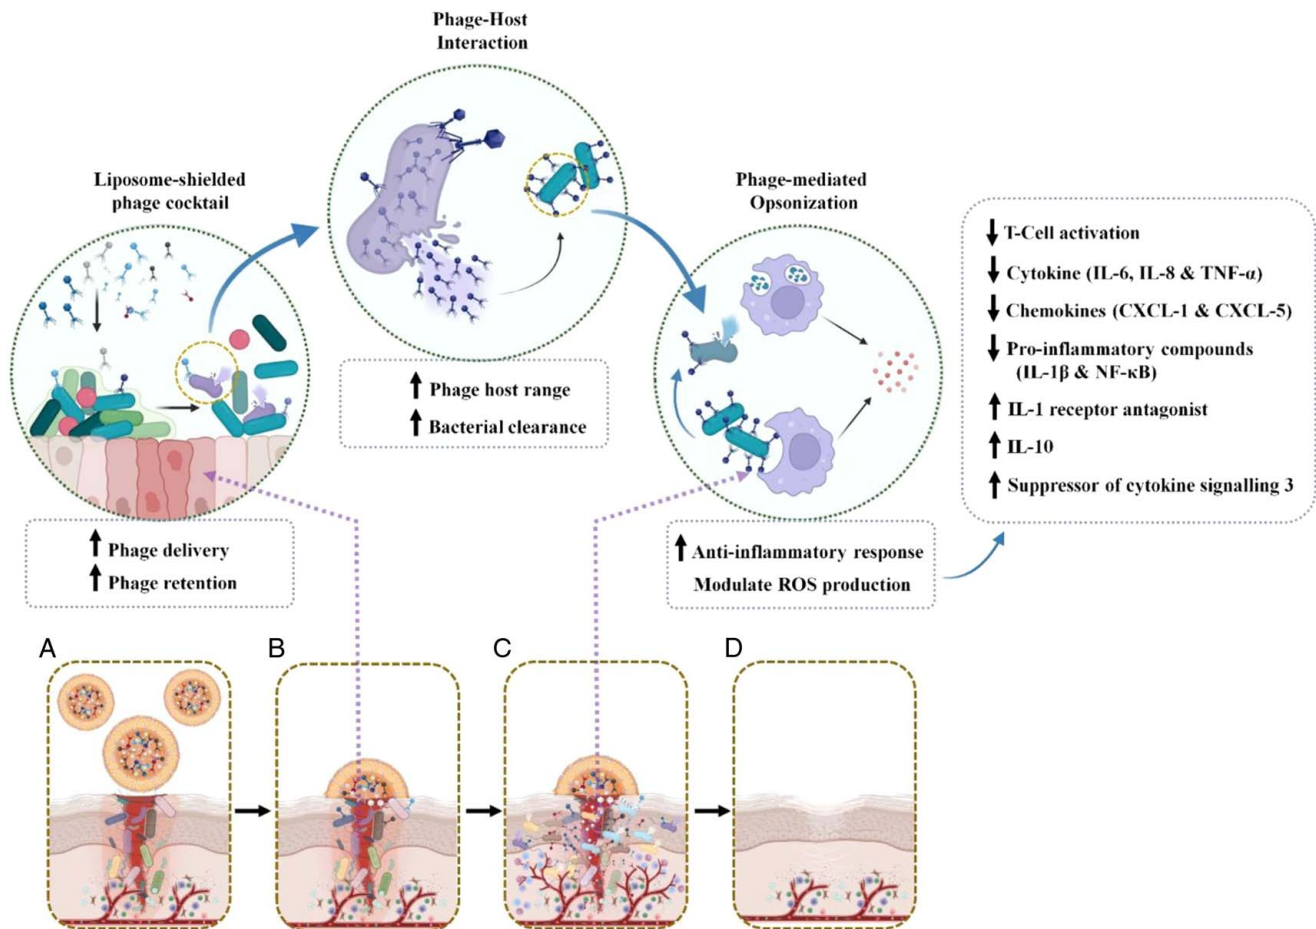 Phage-Host
Interaction
Liposome-shielded
phage cocktail
Phage-mediated
Opsonization
Phage host range
Bacterial clearance
Phage delivery
Phage retention
Anti-inflammatory response
Modulate ROS production
T-Cell activation
Cytokine (IL-6, IL-8 & TNF-α)
Chemokines (CXCL-1 & CXCL-5)
Pro-inflammatory compounds
(IL-1β & NF-κB)
IL-1 receptor antagonist
IL-10
Suppressor of cytokine signalling 3
A
B
C
D